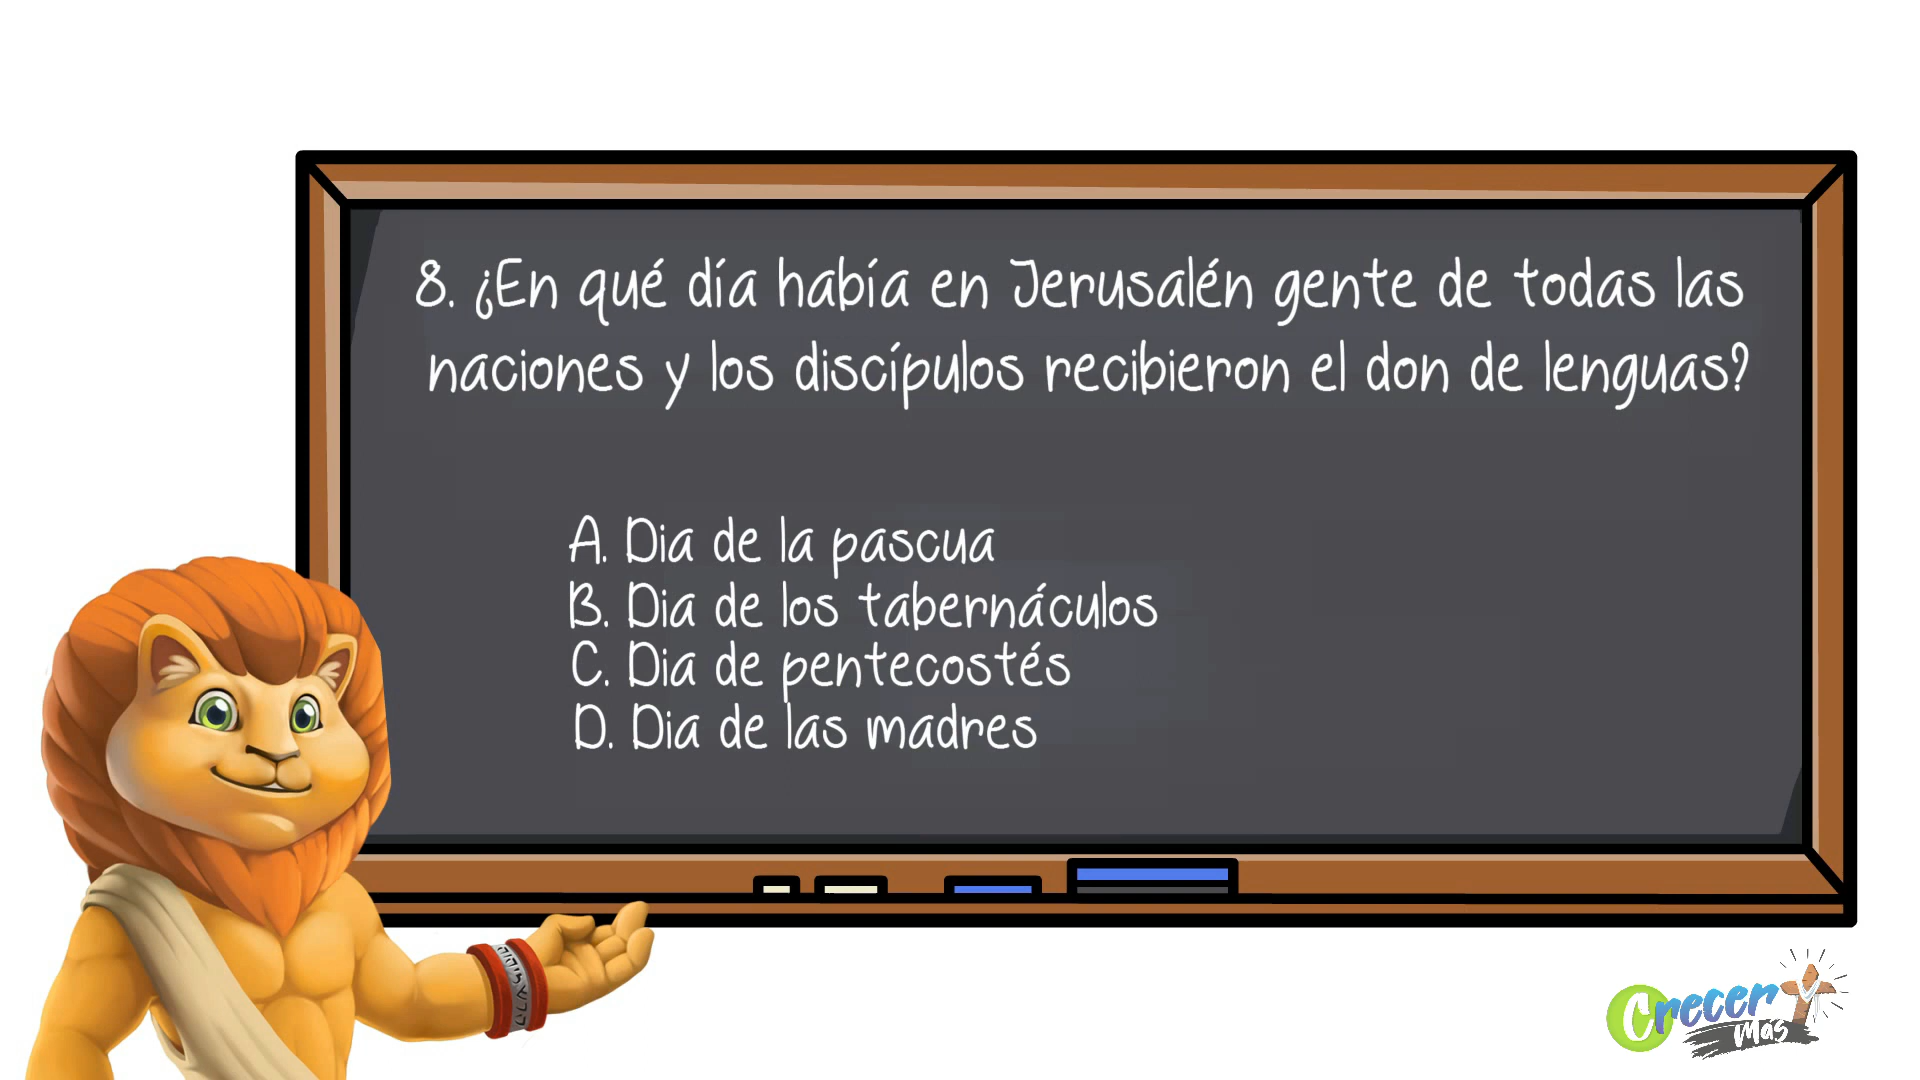 8. ¿En qué día había en Jerusalén gente de todas las
naciones y los discípulos recibieron el don de lenguas?
A. Dia de la pascua
B. Dia de los tabernáculos
C. Dia de pentecostés
D. Dia de las madres
Crecer
Más